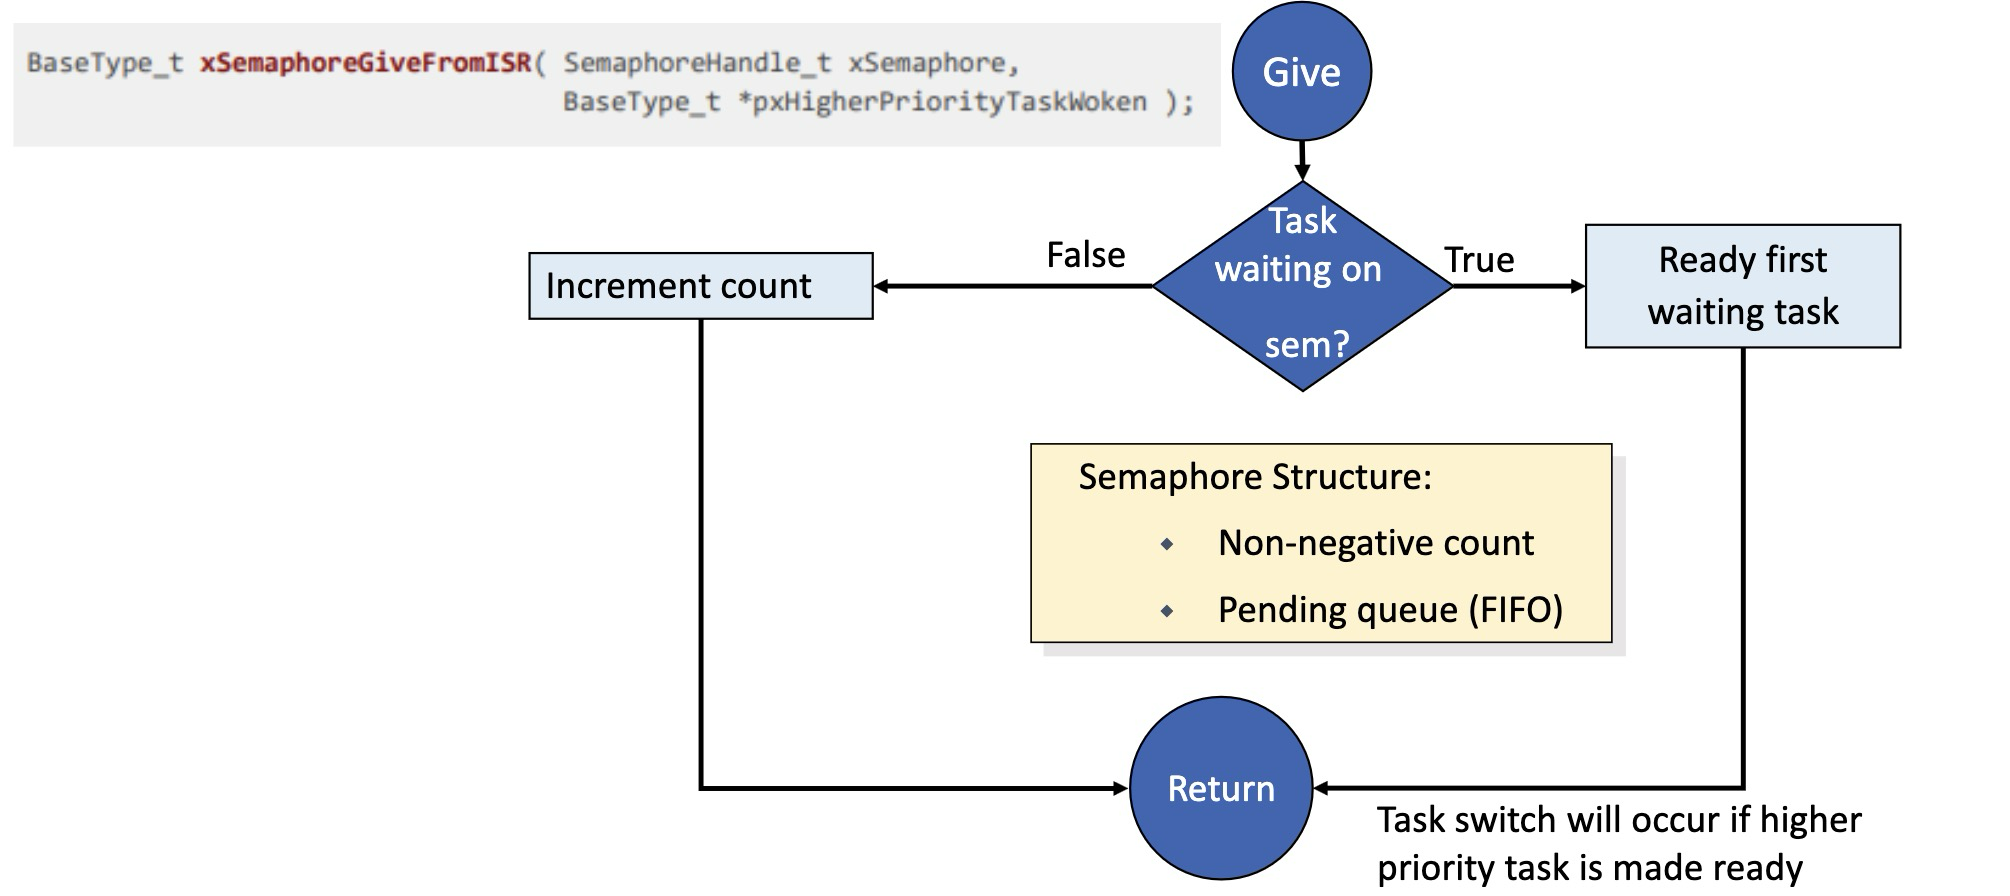 BaseType_t xSemaphoreGiveFromISR( SemaphoreHandle_t xSemaphore,
BaseType_t *pxHigherPriorityTaskWoken );
Give
Task
waiting on
sem?
False
True
Increment count
Ready first
waiting task
Semaphore Structure:
Non-negative count
Pending queue (FIFO)
Return
Task switch will occur if higher
priority task is made ready